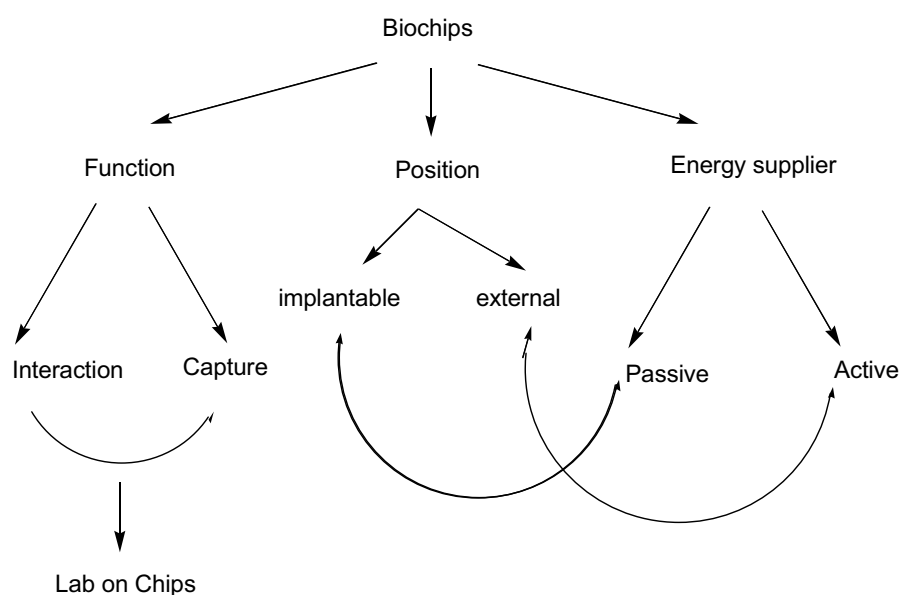 Biochips
Function
Position
Energy supplier
implantable
external
Interaction
Capture
Passive
Active
Lab on Chips